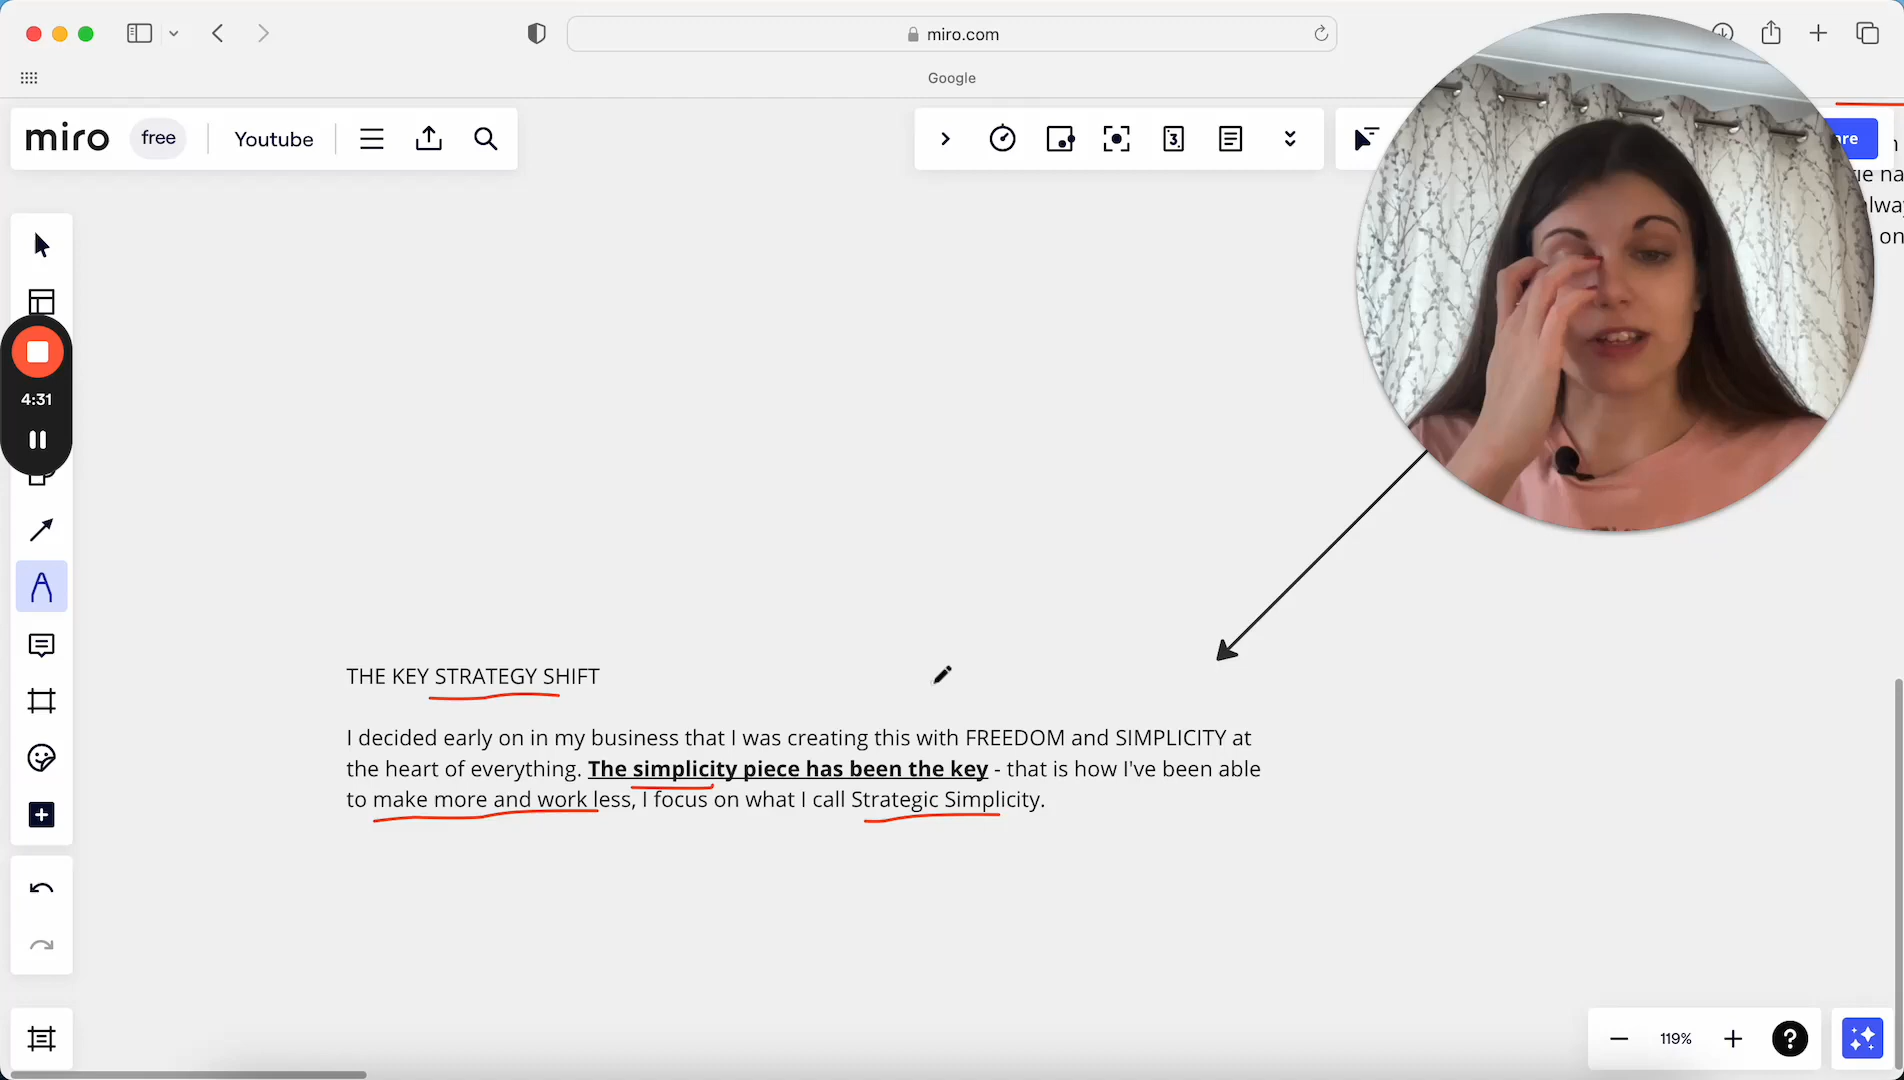 miro.com
Google
miro free Youtube
3
THE KEY STRATEGY SHIFT
I decided early on in my business that I was creating this with FREEDOM and SIMPLICITY at
the heart of everything. The simplicity piece has been the key - that is how I've been able
to make more and work less, I focus on what I call Strategic Simplicity.
4:31
119%
?